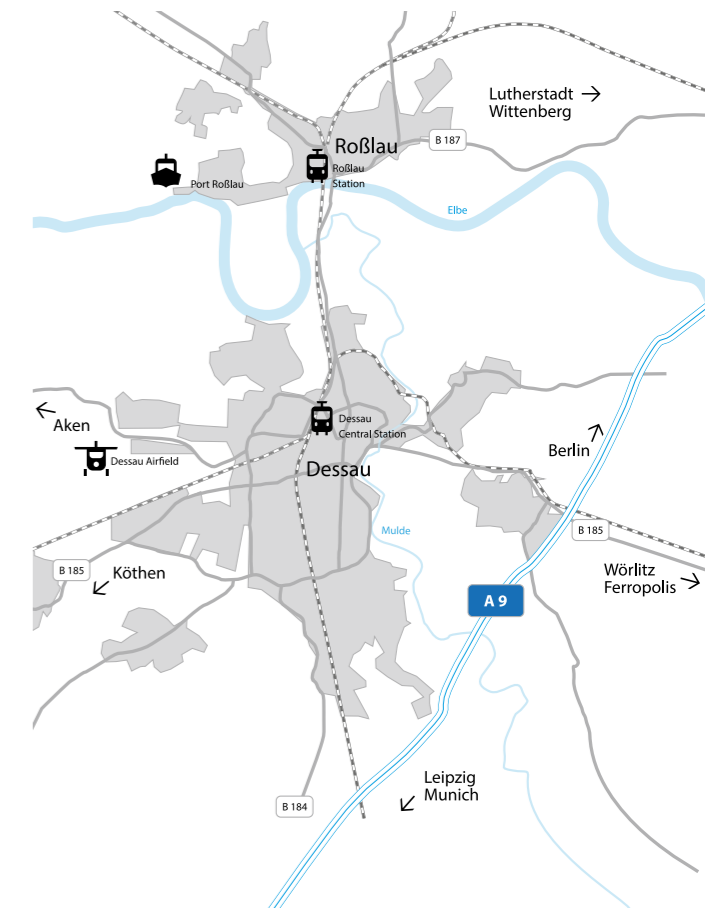 Lutherstadt
Wittenberg
B 187
Roßlau
Roßlau
Station
Port Roßlau
Elbe
Aken
Dessau
Central Station
Dessau Airfield
Dessau
Berlin
Mulde
B 185
B 185
Köthen
Wörlitz
Ferropolis
A 9
Leipzig
Munich
B 184